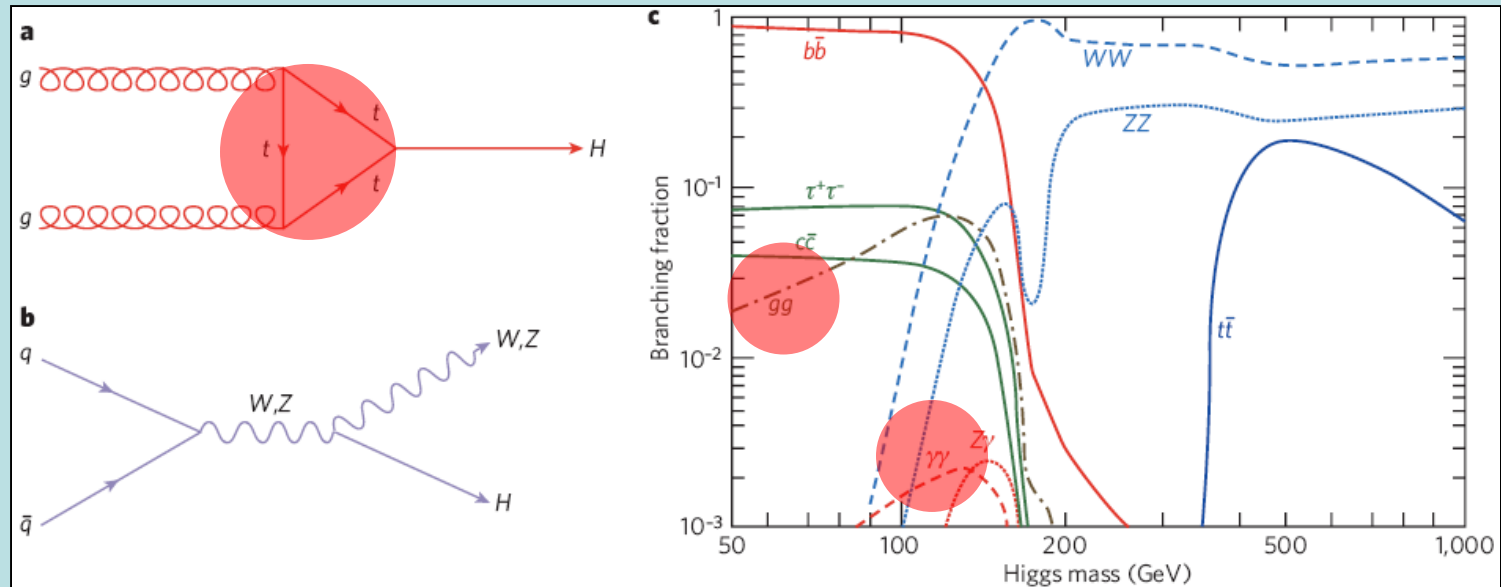 a
g
t
t
H
t
g
b
q
W,Z
W,Z
H
q̄
c
Branching fraction
1
10⁻¹
10⁻²
10⁻³
bb̄
WW
ZZ
τ⁺τ⁻
cc̄
gg
tt̄
Zγ
γγ
50
100
200
500
1,000
Higgs mass (GeV)